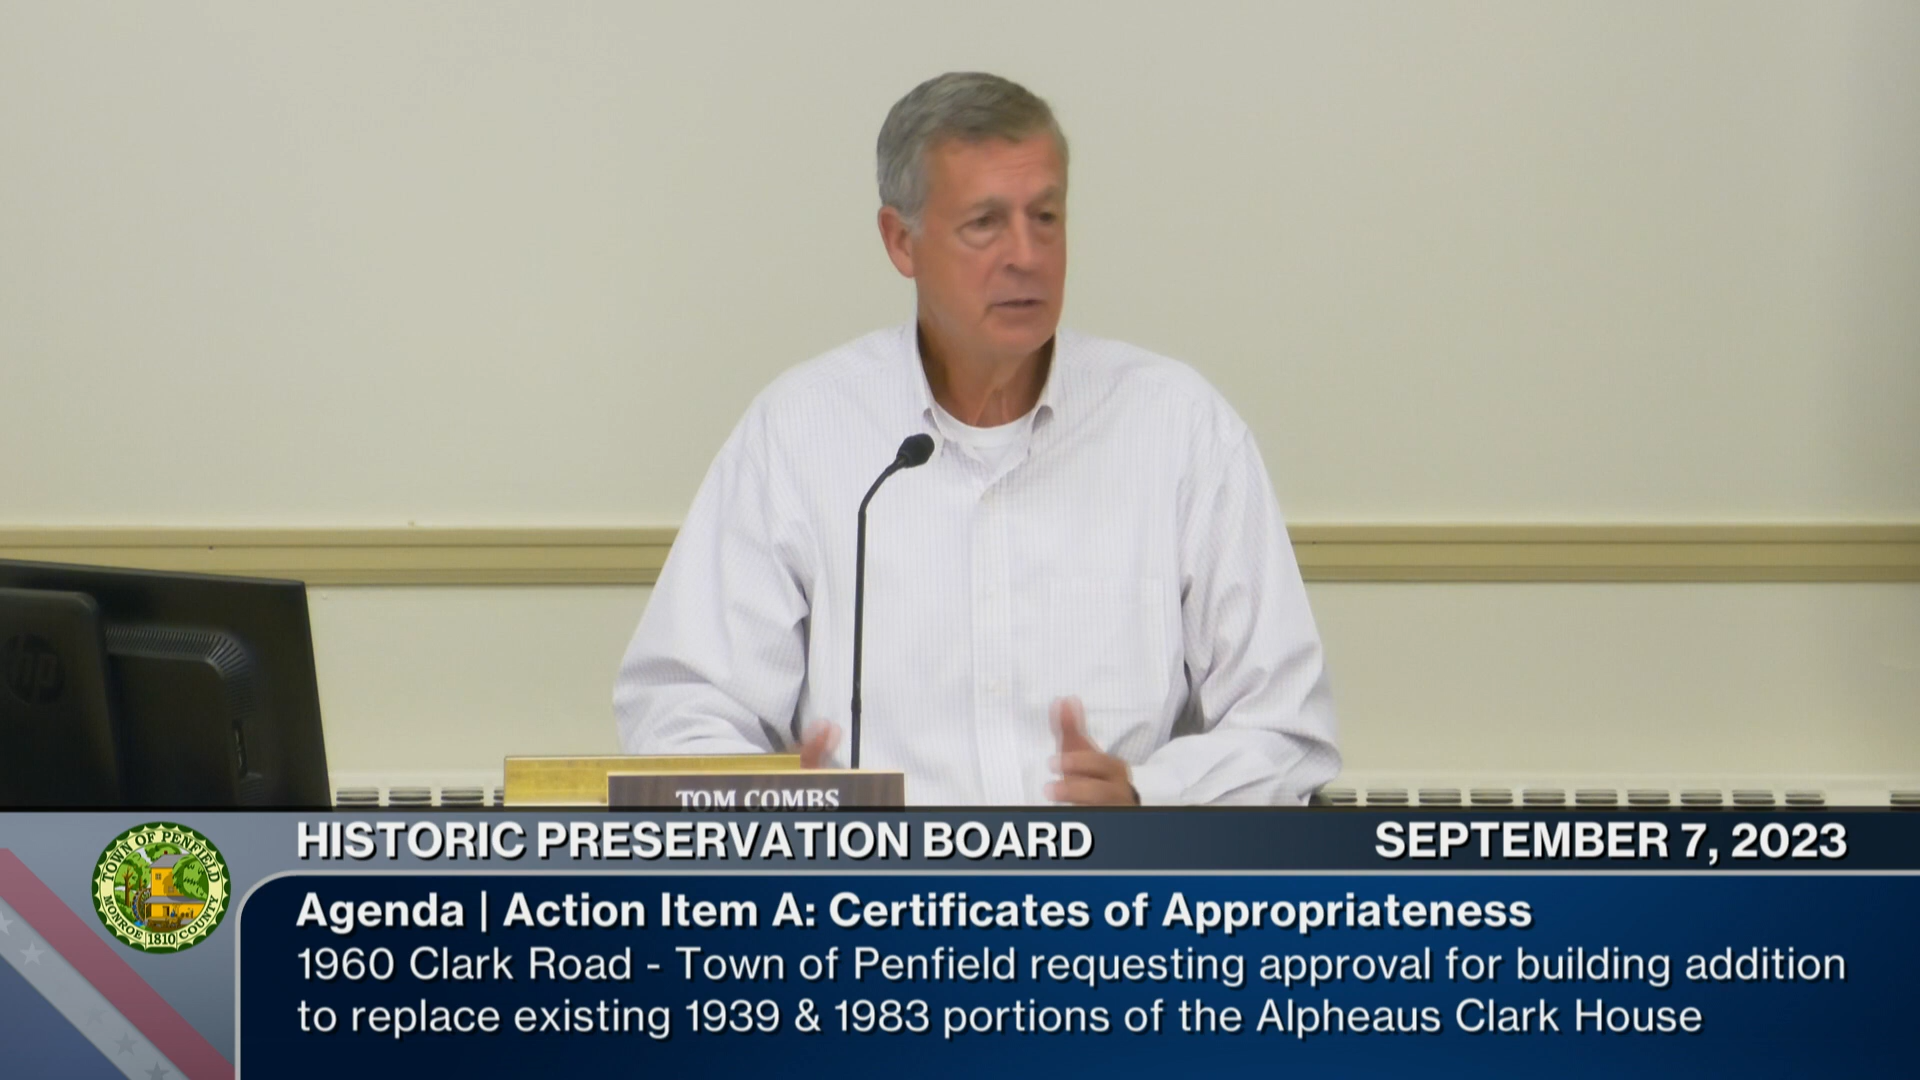 hp
TOM COMBS
HISTORIC PRESERVATION BOARD
SEPTEMBER 7, 2023
TOWN OF PENFIELD
MONROE 1810 COUNTY
Agenda | Action Item A: Certificates of Appropriateness
1960 Clark Road - Town of Penfield requesting approval for building addition
to replace existing 1939 & 1983 portions of the Alpheaus Clark House